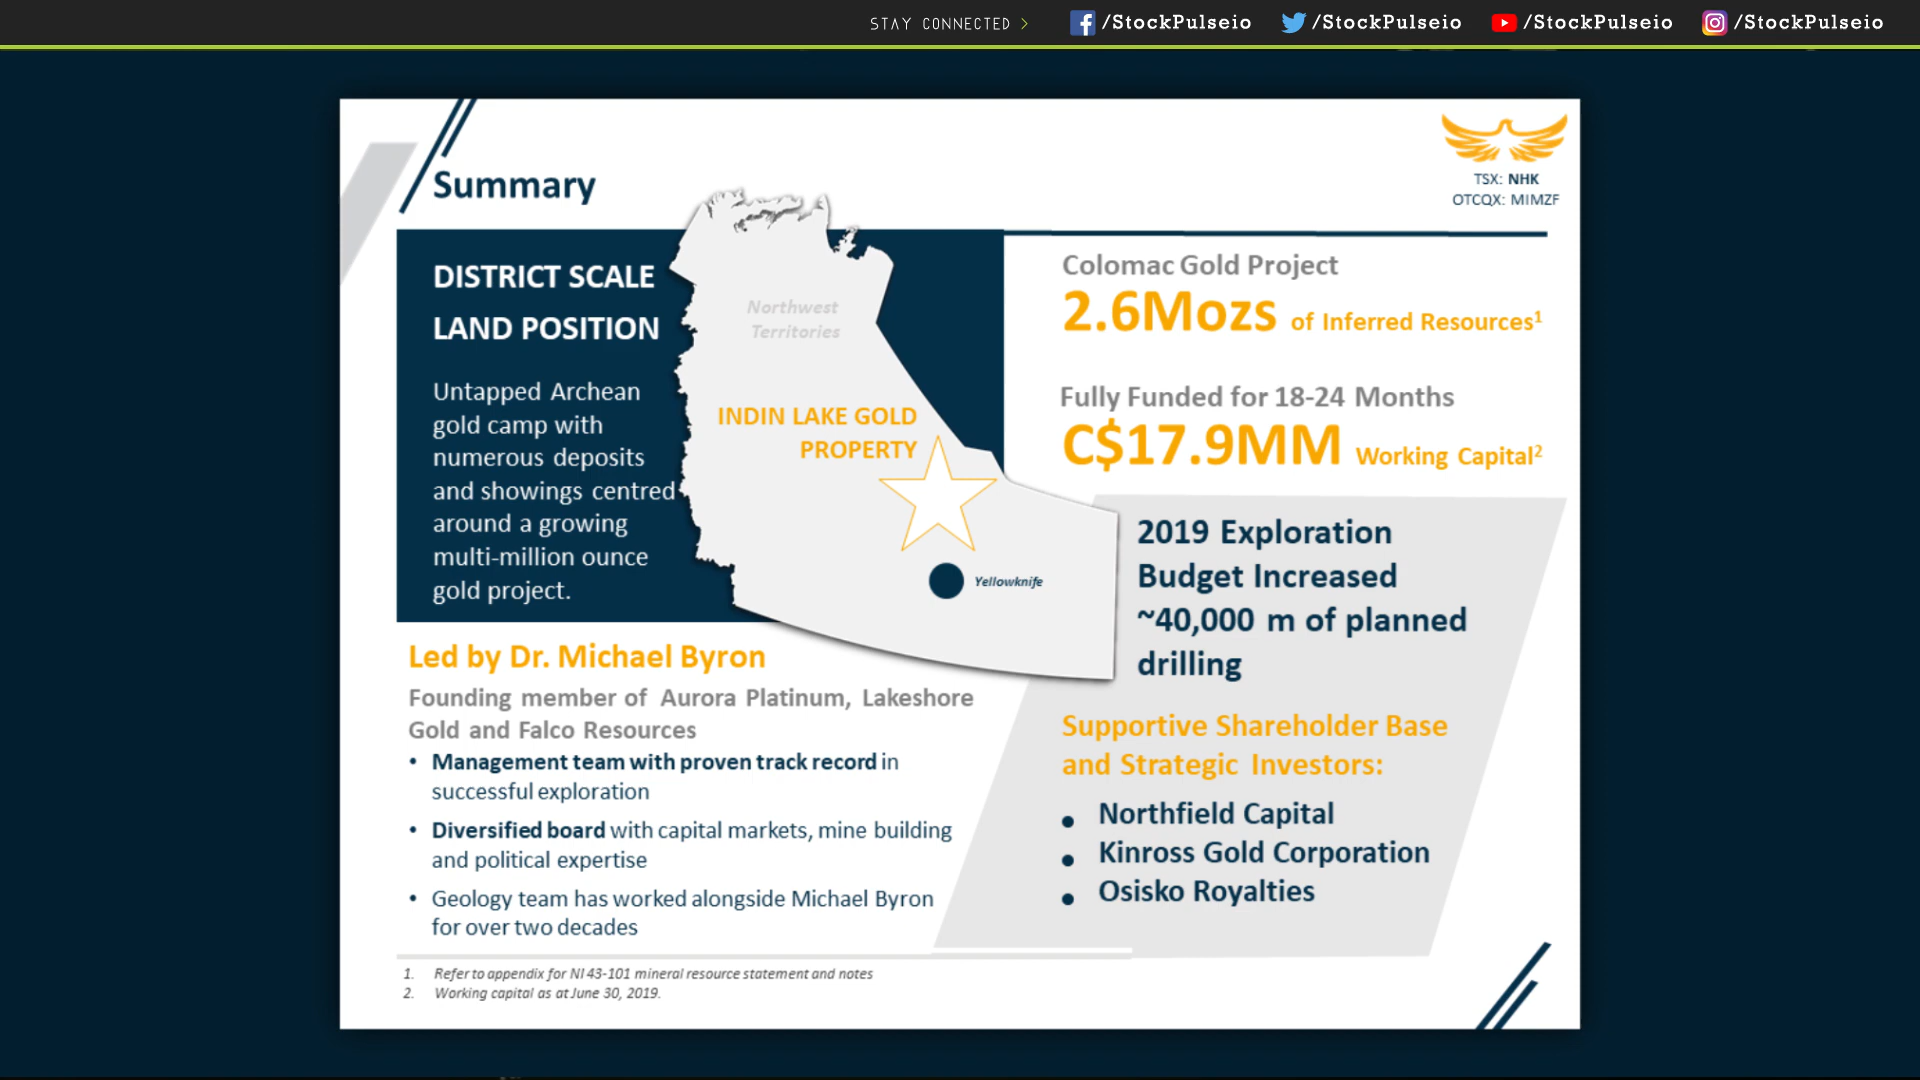 STAY CONNECTED >
/StockPulseio
/StockPulseio
/StockPulseio
/StockPulseio
Summary
TSX: NHK
OTCQX: MIMZF
DISTRICT SCALE
LAND POSITION
Untapped Archean
gold camp with
numerous deposits
and showings centred
around a growing
multi-million ounce
gold project.
Northwest
Territories
INDIN LAKE GOLD
PROPERTY
Yellowknife
Colomac Gold Project
2.6Mozs of Inferred Resources¹
Fully Funded for 18-24 Months
C$17.9MM Working Capital²
2019 Exploration
Budget Increased
~40,000 m of planned
drilling
Led by Dr. Michael Byron
Founding member of Aurora Platinum, Lakeshore
Gold and Falco Resources
• Management team with proven track record in
successful exploration
• Diversified board with capital markets, mine building
and political expertise
• Geology team has worked alongside Michael Byron
for over two decades
Supportive Shareholder Base
and Strategic Investors:
• Northfield Capital
• Kinross Gold Corporation
• Osisko Royalties
1. Refer to appendix for NI 43-101 mineral resource statement and notes
2. Working capital as at June 30, 2019.